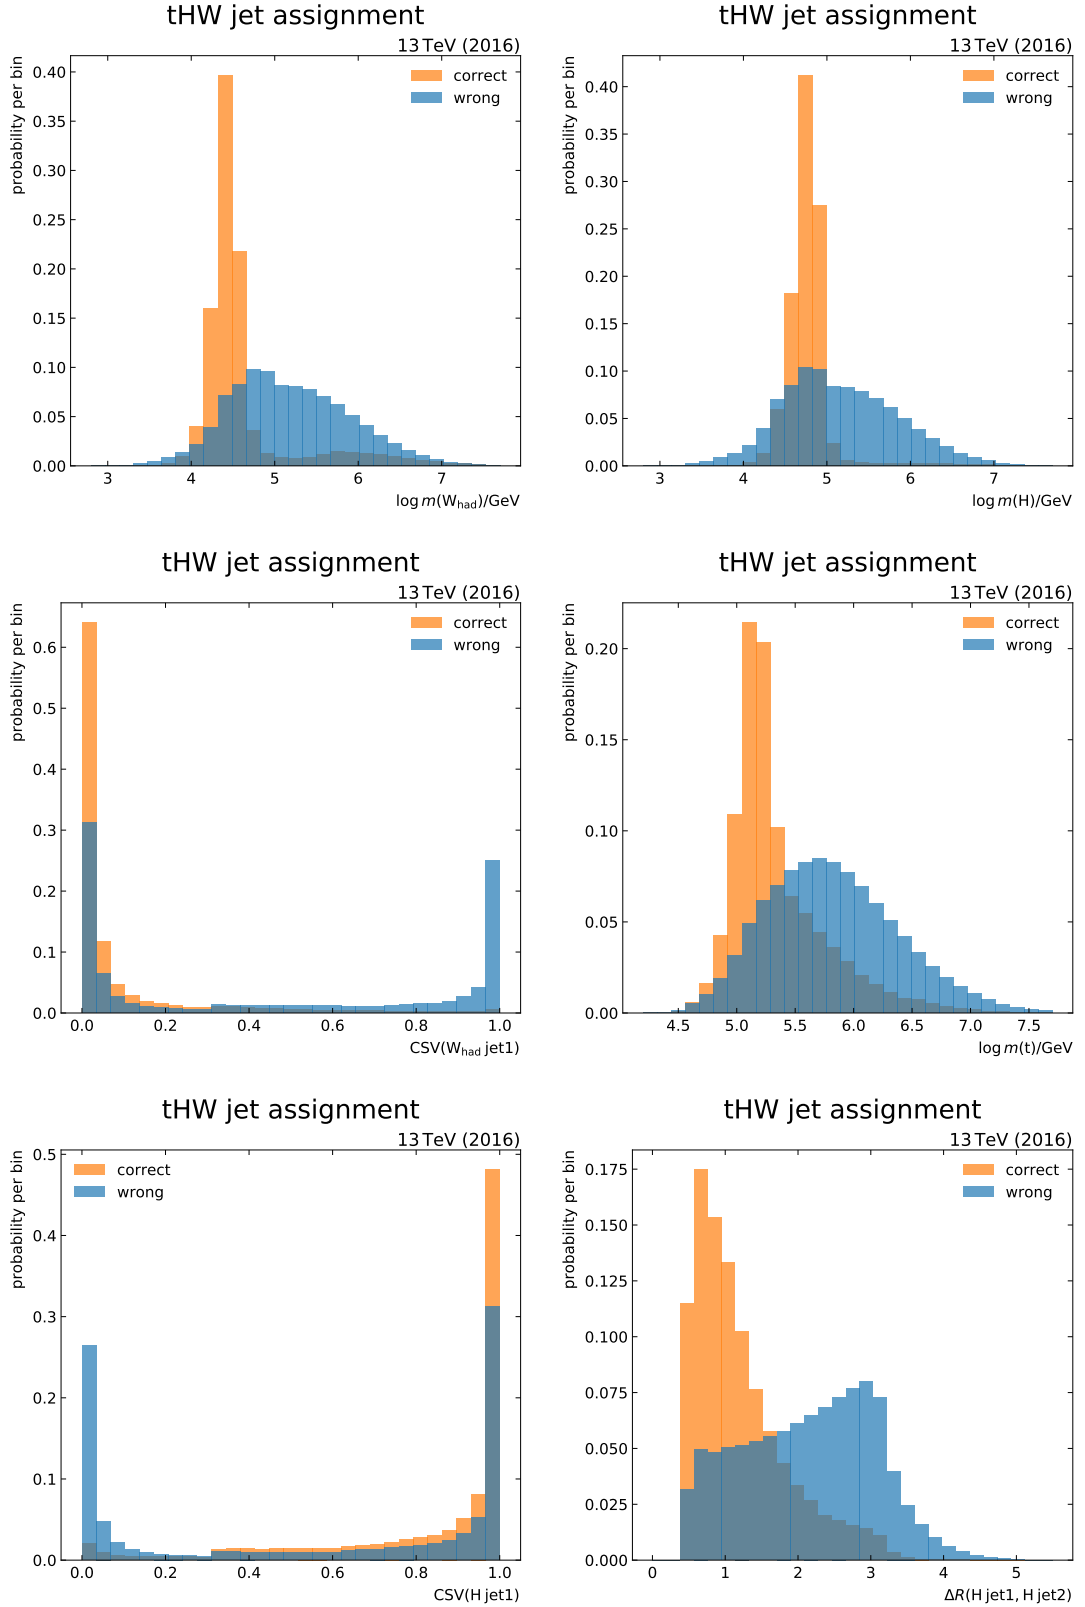 tHW jet assignment
13 TeV (2016)
probability per bin
correct
wrong
0.40
0.35
0.30
0.25
0.20
0.15
0.10
0.05
0.00
3 4 5 6 7
log m(W_had)/GeV
tHW jet assignment
13 TeV (2016)
probability per bin
correct
wrong
0.40
0.35
0.30
0.25
0.20
0.15
0.10
0.05
0.00
3 4 5 6 7
log m(H)/GeV
tHW jet assignment
13 TeV (2016)
probability per bin
correct
wrong
0.6
0.5
0.4
0.3
0.2
0.1
0.0
0.0 0.2 0.4 0.6 0.8 1.0
CSV(W_had jet1)
tHW jet assignment
13 TeV (2016)
probability per bin
correct
wrong
0.20
0.15
0.10
0.05
0.00
4.5 5.0 5.5 6.0 6.5 7.0 7.5
log m(t)/GeV
tHW jet assignment
13 TeV (2016)
probability per bin
correct
wrong
0.5
0.4
0.3
0.2
0.1
0.0
0.0 0.2 0.4 0.6 0.8 1.0
CSV(H jet1)
tHW jet assignment
13 TeV (2016)
probability per bin
correct
wrong
0.175
0.150
0.125
0.100
0.075
0.050
0.025
0.000
0 1 2 3 4 5
ΔR(H jet1, H jet2)